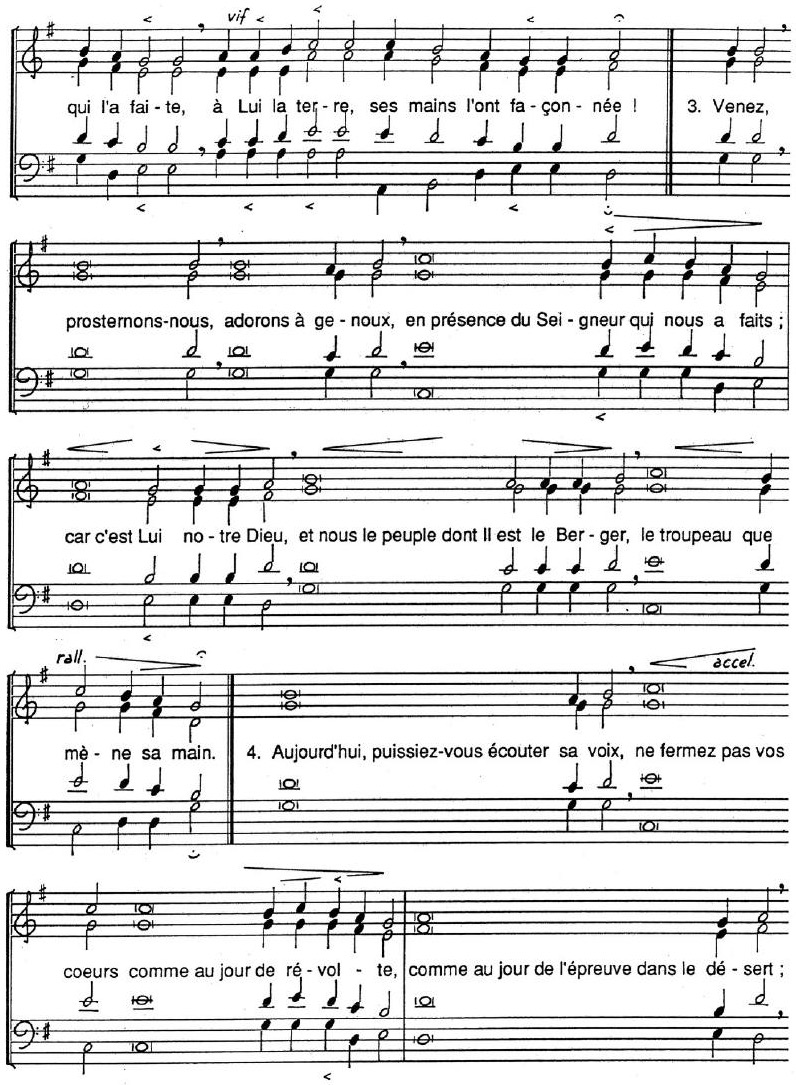 vif
qui l'a fai - te, à Lui la ter - re, ses mains l'ont fa - çon - née ! 3. Venez,
prosternons-nous, adorons à ge - noux, en présence du Sei - gneur qui nous a faits ;
car c'est Lui no - tre Dieu, et nous le peuple dont Il est le Ber - ger, le troupeau que
rall. accel.
mè - ne sa main. 4. Aujourd'hui, puissiez-vous écouter sa voix, ne fermez pas vos
coeurs comme au jour de ré - vol - te, comme au jour de l'épreuve dans le dé - sert ;